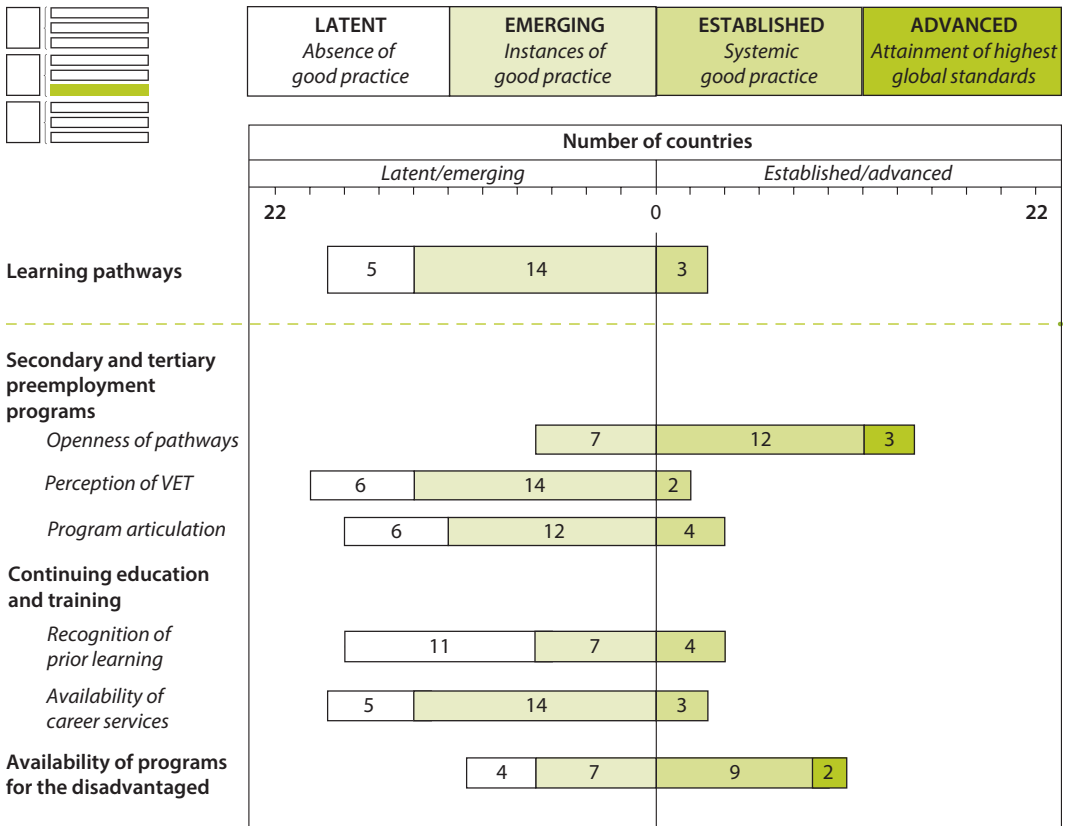 LATENT
Absence of
good practice
EMERGING
Instances of
good practice
ESTABLISHED
Systemic
good practice
ADVANCED
Attainment of highest
global standards
Number of countries
Latent/emerging
Established/advanced
22
0
22
Learning pathways
5
14
3
Secondary and tertiary
preemployment
programs
Openness of pathways
7
12
3
Perception of VET
6
14
2
Program articulation
6
12
4
Continuing education
and training
Recognition of
prior learning
11
7
4
Availability of
career services
5
14
3
Availability of programs
for the disadvantaged
4
7
9
2